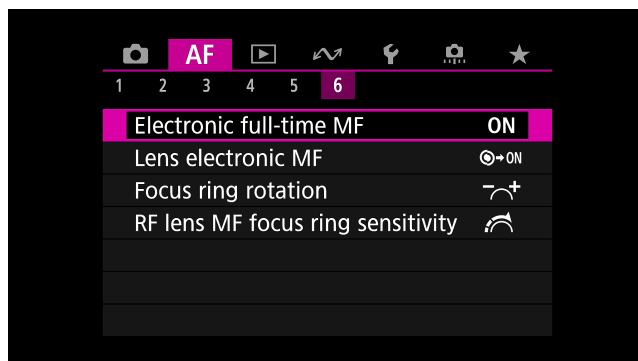 AF
1 2 3 4 5 6
Electronic full-time MF ON
Lens electronic MF ON
Focus ring rotation - +
RF lens MF focus ring sensitivity